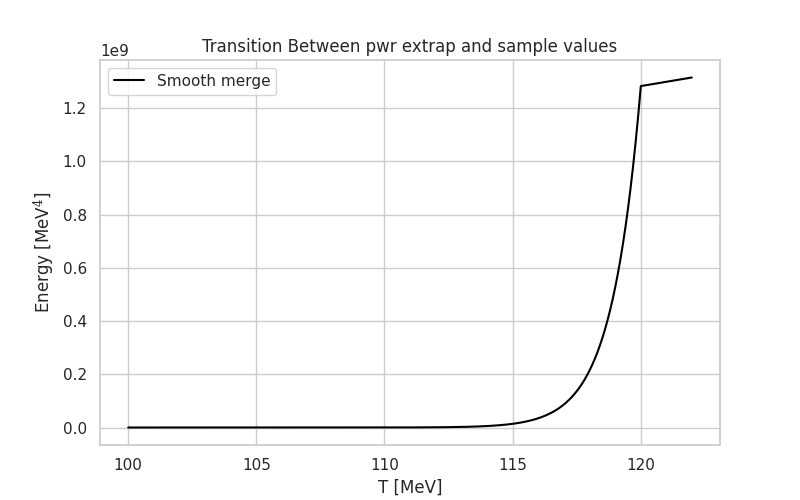 Transition Between pwr extrap and sample values
1e9
Smooth merge
1.2
1.0
0.8
0.6
0.4
0.2
0.0
Energy [MeV⁴]
100 105 110 115 120
T [MeV]